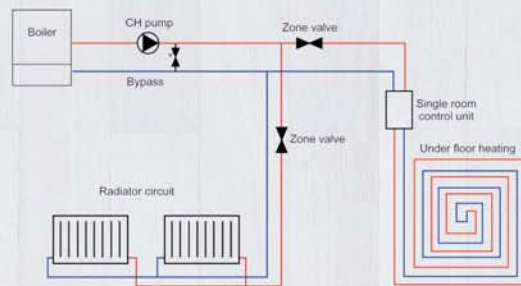 Boiler
CH pump
Zone valve
Bypass
Single room
control unit
Zone valve
Under floor heating
Radiator circuit